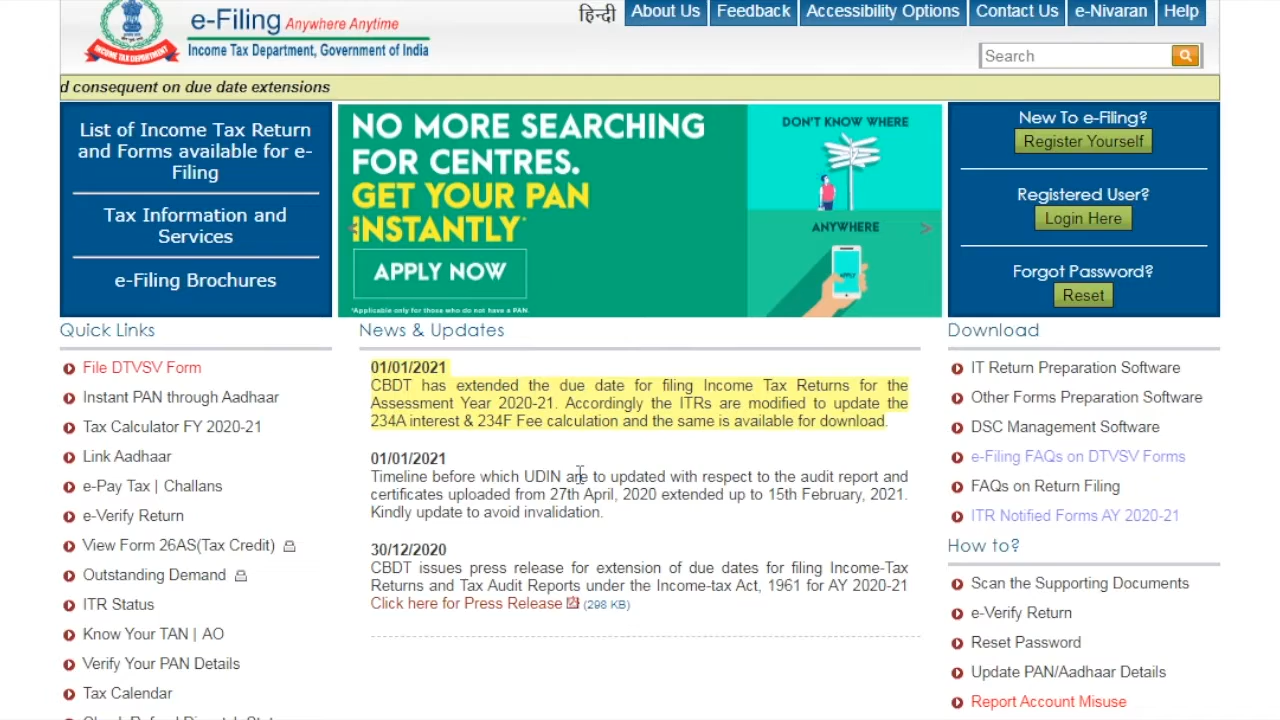 हिन्दी About Us Feedback Accessibility Options Contact Us e-Nivaran Help
e-Filing Anywhere Anytime
Income Tax Department, Government of India
INCOME TAX DEPARTMENT
Search
d consequent on due date extensions
List of Income Tax Return
and Forms available for e-
Filing
Tax Information and
Services
e-Filing Brochures
NO MORE SEARCHING
FOR CENTRES.
GET YOUR PAN
INSTANTLY*
APPLY NOW
*Applicable only for those who do not have a PAN.
DON'T KNOW WHERE
ANYWHERE
APPLY
New To e-Filing?
Register Yourself
Registered User?
Login Here
Forgot Password?
Reset
Quick Links
File DTVSV Form
Instant PAN through Aadhaar
Tax Calculator FY 2020-21
Link Aadhaar
e-Pay Tax | Challans
e-Verify Return
View Form 26AS(Tax Credit)
Outstanding Demand
ITR Status
Know Your TAN | AO
Verify Your PAN Details
Tax Calendar
News & Updates
01/01/2021
CBDT has extended the due date for filing Income Tax Returns for the
Assessment Year 2020-21. Accordingly the ITRs are modified to update the
234A interest & 234F Fee calculation and the same is available for download.
01/01/2021
Timeline before which UDIN are to updated with respect to the audit report and
certificates uploaded from 27th April, 2020 extended up to 15th February, 2021.
Kindly update to avoid invalidation.
30/12/2020
CBDT issues press release for extension of due dates for filing Income-Tax
Returns and Tax Audit Reports under the Income-tax Act, 1961 for AY 2020-21
Click here for Press Release (298 KB)
Download
IT Return Preparation Software
Other Forms Preparation Software
DSC Management Software
e-Filing FAQs on DTVSV Forms
FAQs on Return Filing
ITR Notified Forms AY 2020-21
How to?
Scan the Supporting Documents
e-Verify Return
Reset Password
Update PAN/Aadhaar Details
Report Account Misuse